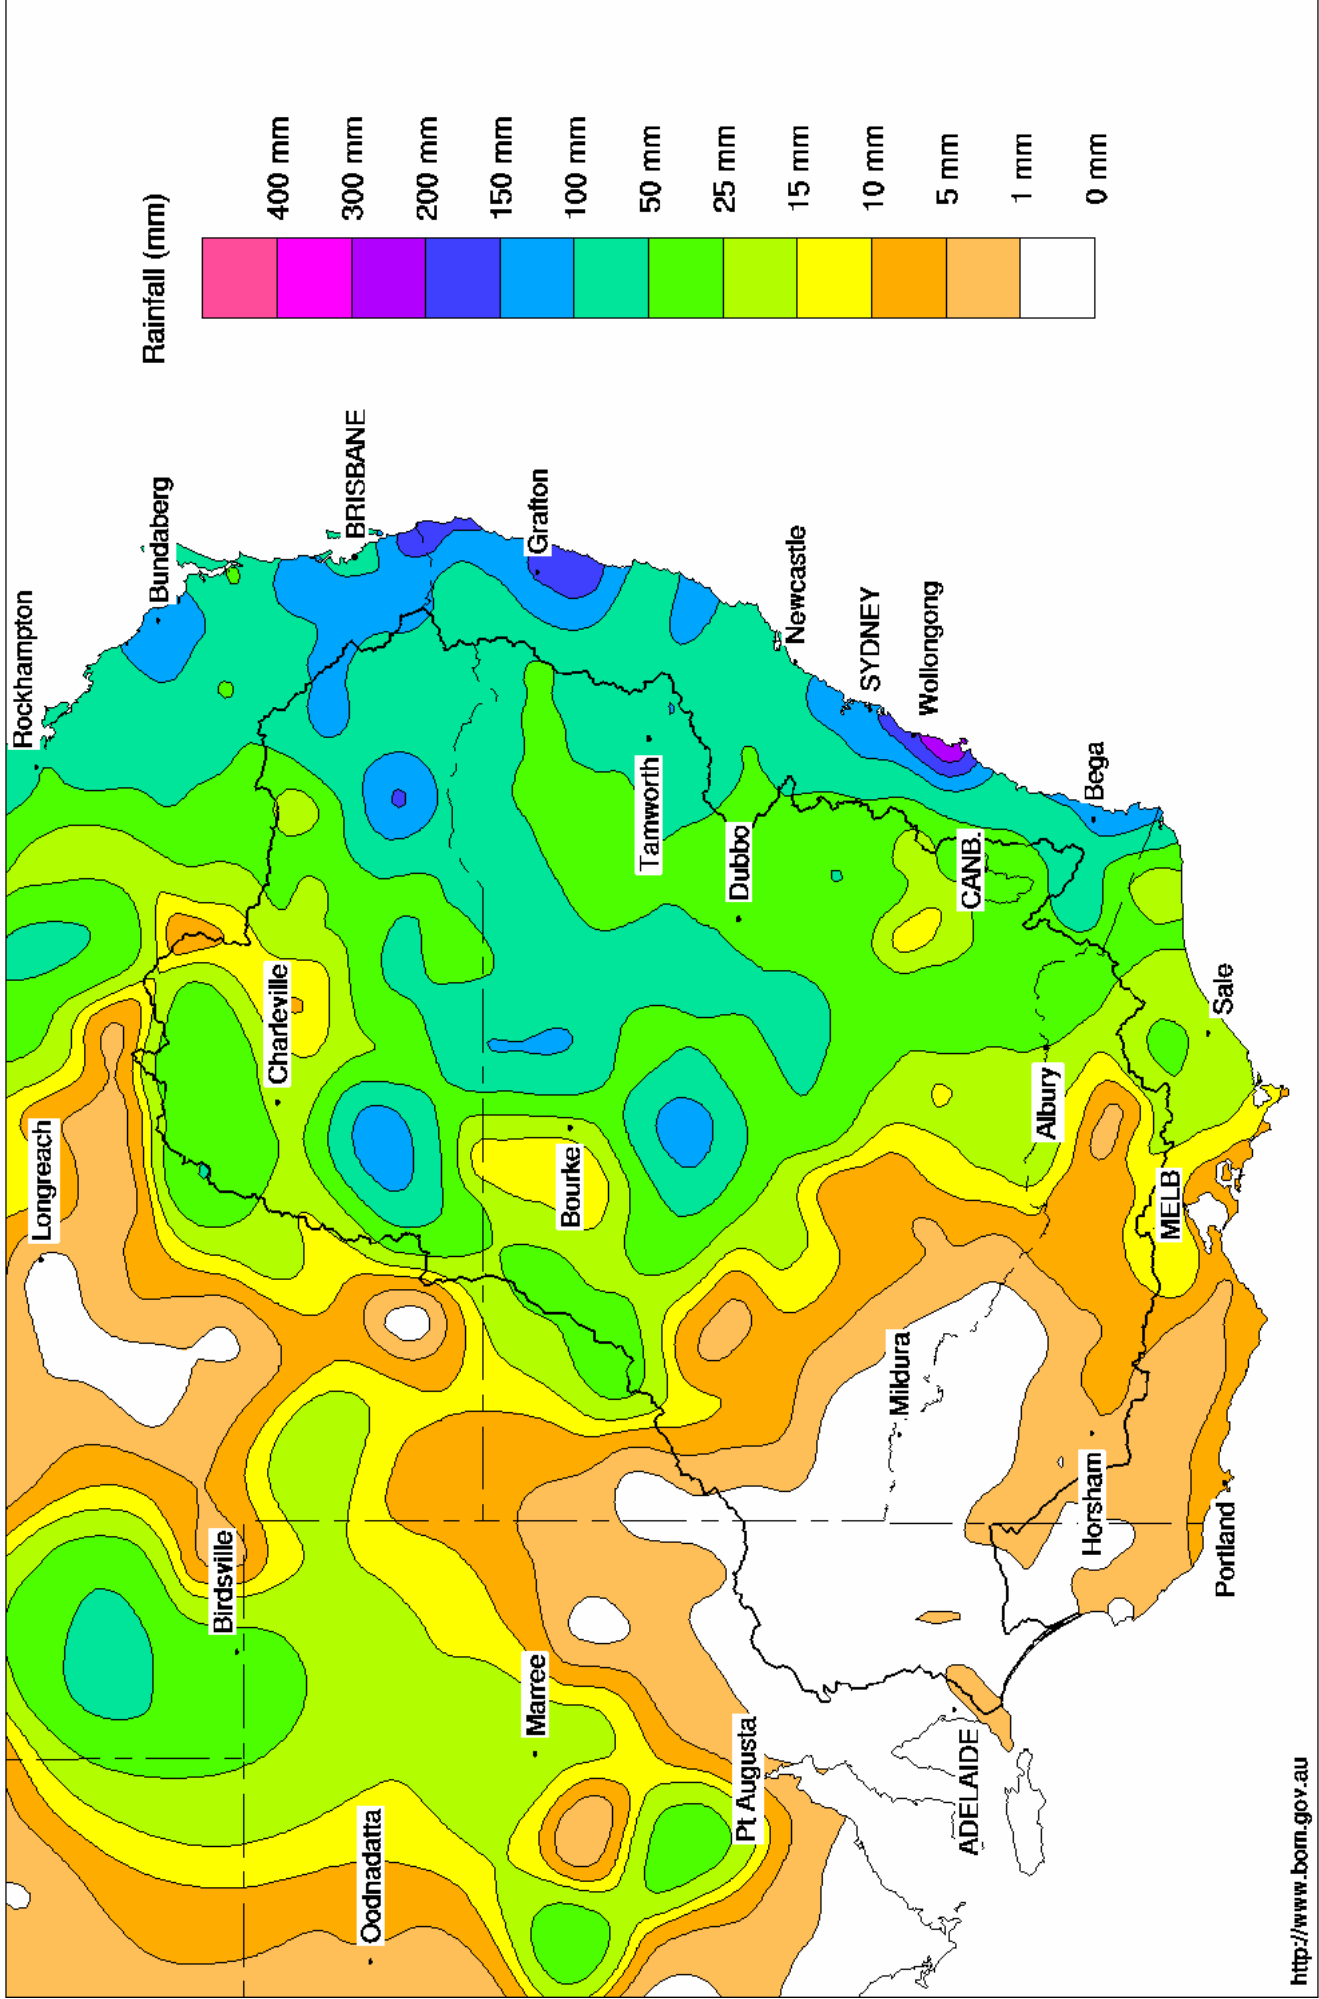 Rainfall (mm)
400 mm
300 mm
200 mm
150 mm
100 mm
50 mm
25 mm
15 mm
10 mm
5 mm
1 mm
0 mm
Rockhampton
Bundaberg
BRISBANE
Grafton
Newcastle
SYDNEY
Wollongong
Bega
Tamworth
Dubbo
CANB.
Charleville
Sale
Longreach
Bourke
Albury
MELB
Mildura
Birdsville
Horsham
Portland
Marree
Pt Augusta
ADELAIDE
Oodnadatta
http://www.bom.gov.au